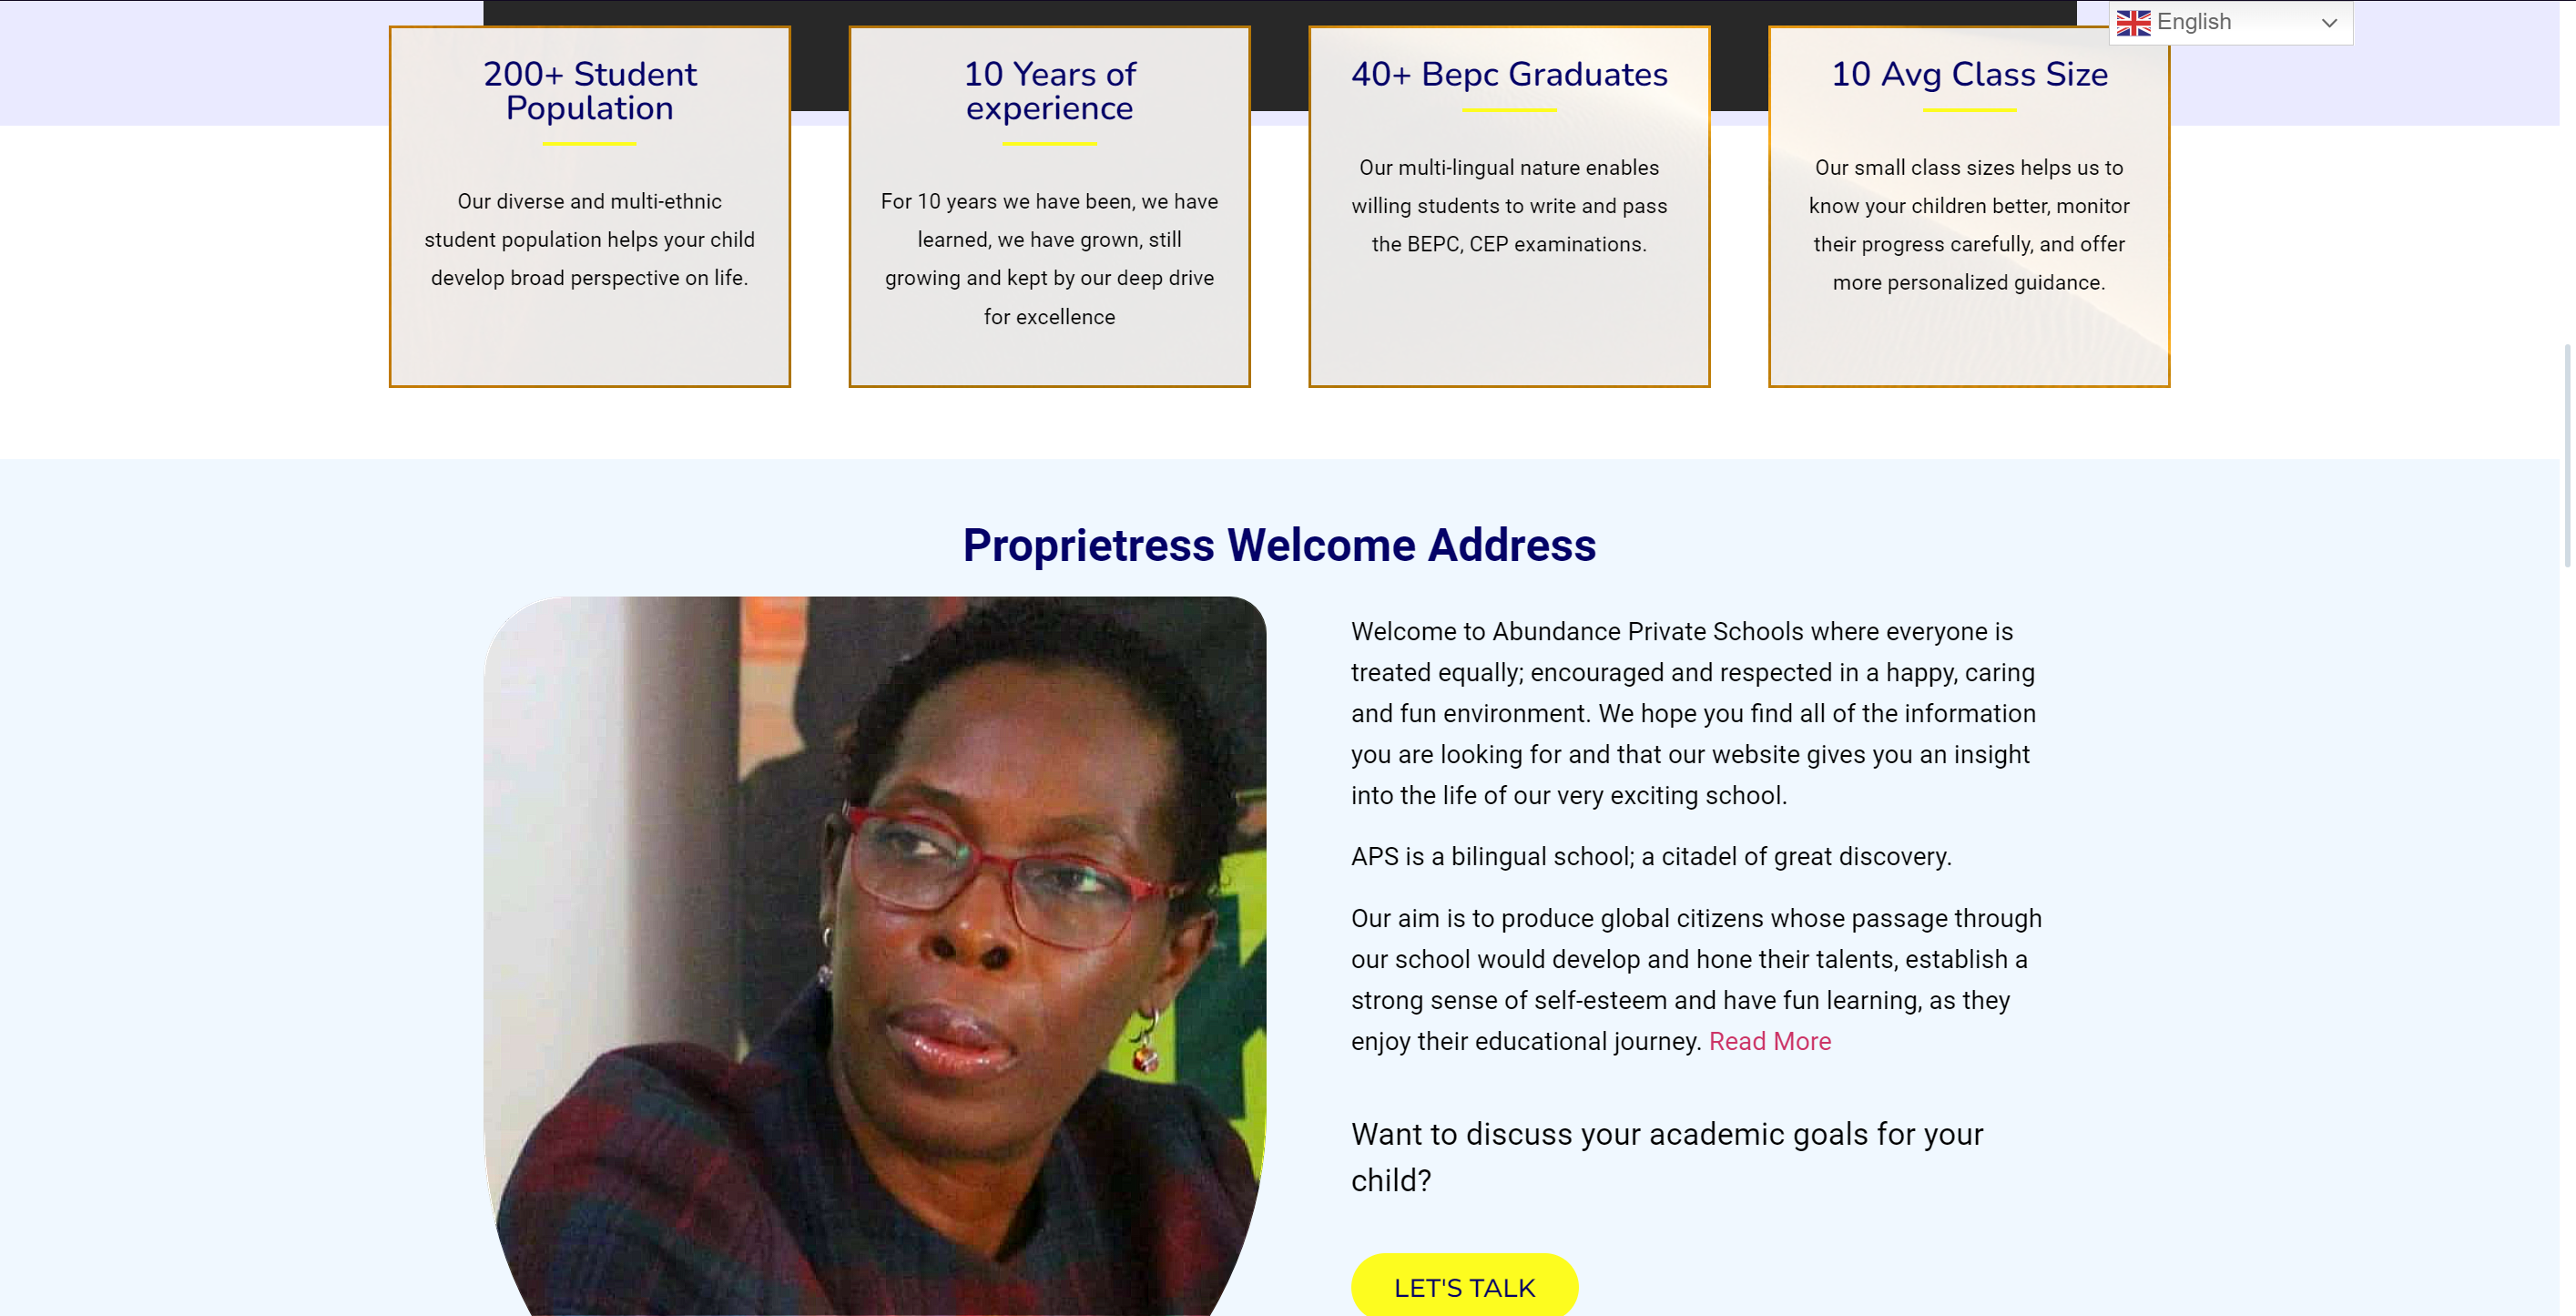 English
200+ Student
Population
Our diverse and multi-ethnic
student population helps your child
develop broad perspective on life.
10 Years of
experience
For 10 years we have been, we have
learned, we have grown, still
growing and kept by our deep drive
for excellence
40+ Bepc Graduates
Our multi-lingual nature enables
willing students to write and pass
the BEPC, CEP examinations.
10 Avg Class Size
Our small class sizes helps us to
know your children better, monitor
their progress carefully, and offer
more personalized guidance.
Proprietress Welcome Address
Welcome to Abundance Private Schools where everyone is
treated equally; encouraged and respected in a happy, caring
and fun environment. We hope you find all of the information
you are looking for and that our website gives you an insight
into the life of our very exciting school.
APS is a bilingual school; a citadel of great discovery.
Our aim is to produce global citizens whose passage through
our school would develop and hone their talents, establish a
strong sense of self-esteem and have fun learning, as they
enjoy their educational journey. Read More
Want to discuss your academic goals for your
child?
LET'S TALK